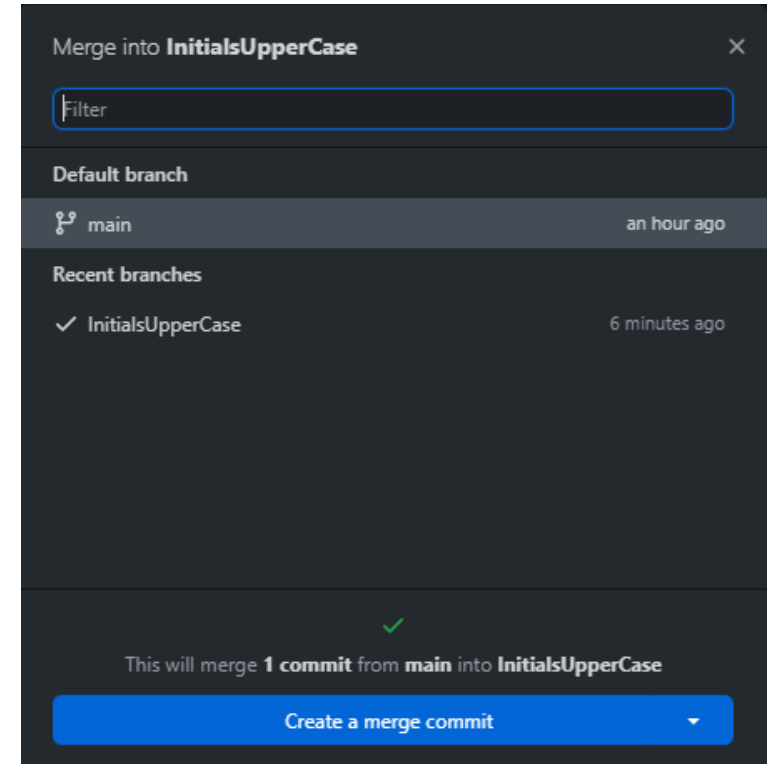 Merge into InitialsUpperCase
Filter
Default branch
main an hour ago
Recent branches
InitialsUpperCase 6 minutes ago
This will merge 1 commit from main into InitialsUpperCase
Create a merge commit